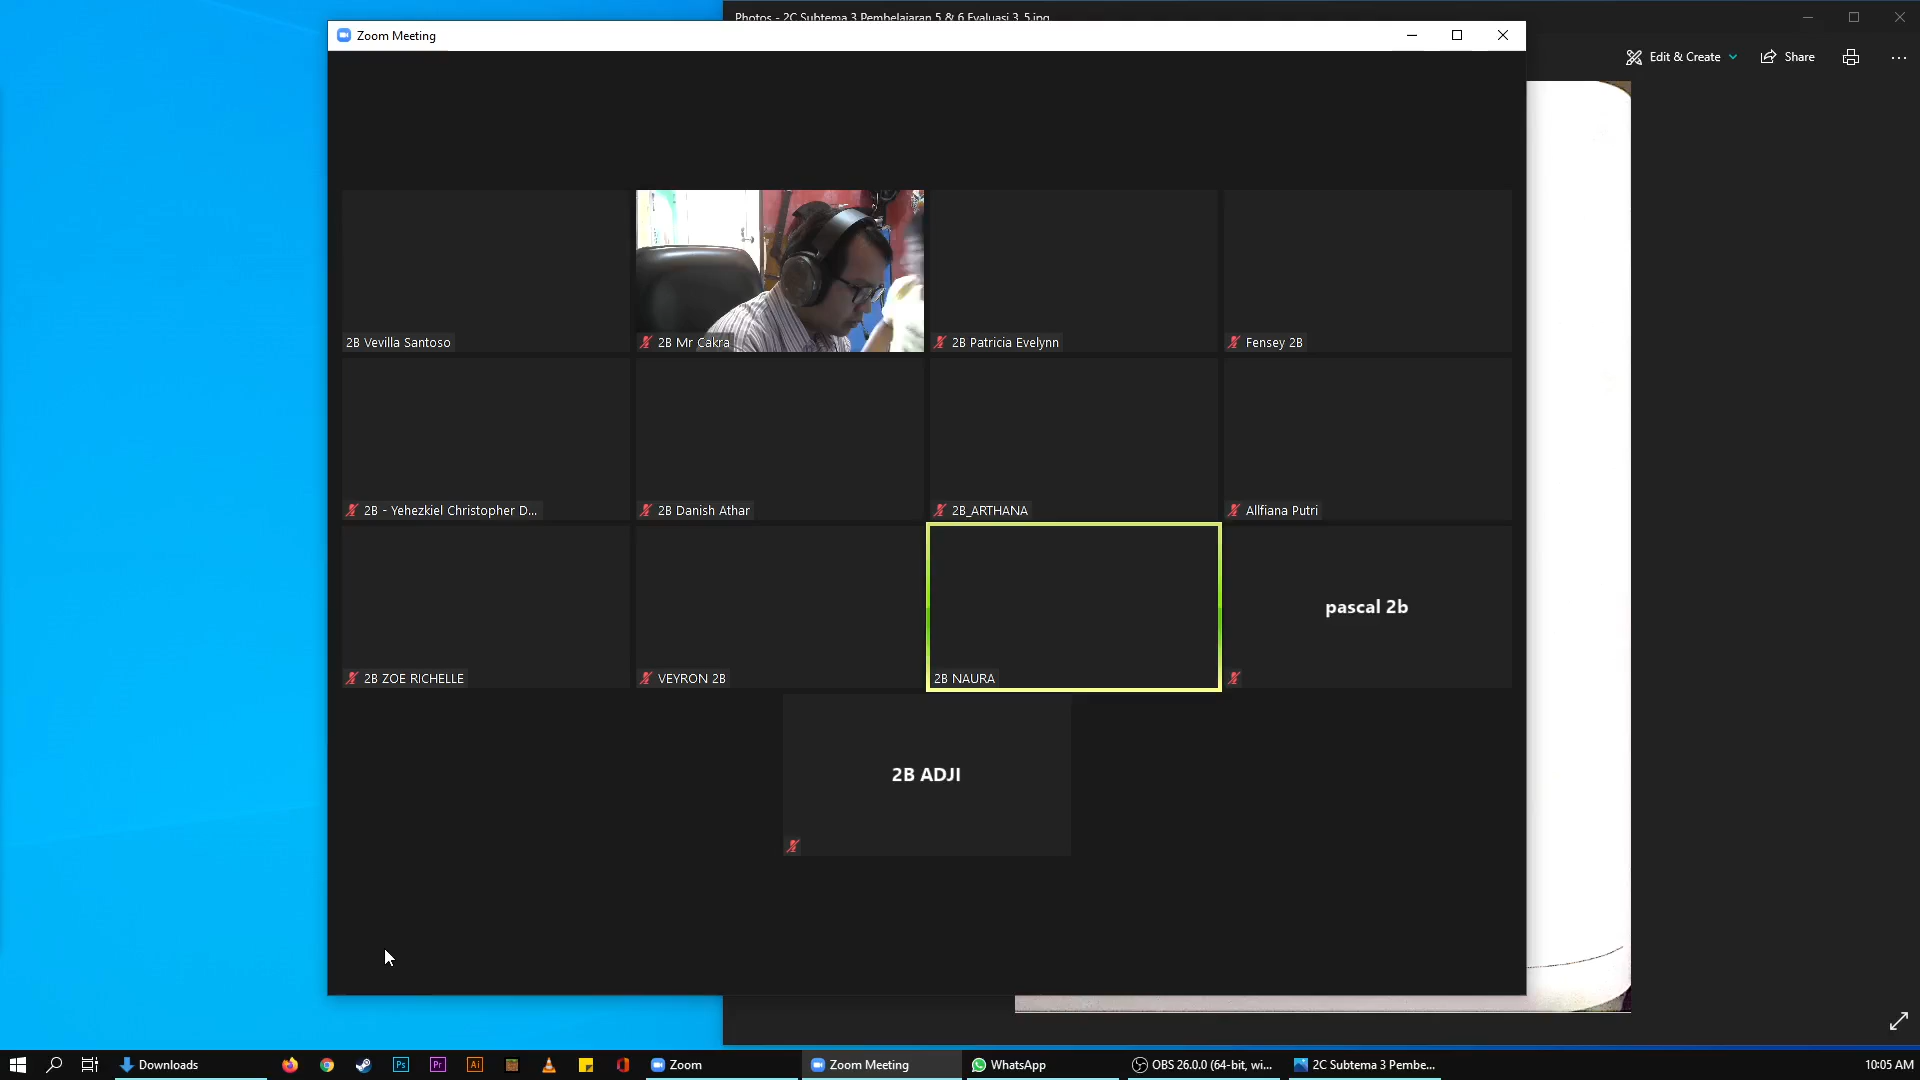 Photos - 2C Subtema 3 Pembelajaran 5 & 6 Evaluasi 3_5.jpg
Zoom Meeting
Edit & Create
Share
2B Vevilla Santoso
2B Mr Cakra
2B Patricia Evelynn
Fensey 2B
2B - Yehezkiel Christopher D...
2B Danish Athar
2B_ARTHANA
Allfiana Putri
2B ZOE RICHELLE
VEYRON 2B
2B NAURA
pascal 2b
2B ADJI
Downloads
Ps
Pr
Ai
Zoom
Zoom Meeting
WhatsApp
OBS 26.0.0 (64-bit, wi...
2C Subtema 3 Pembe...
10:05 AM